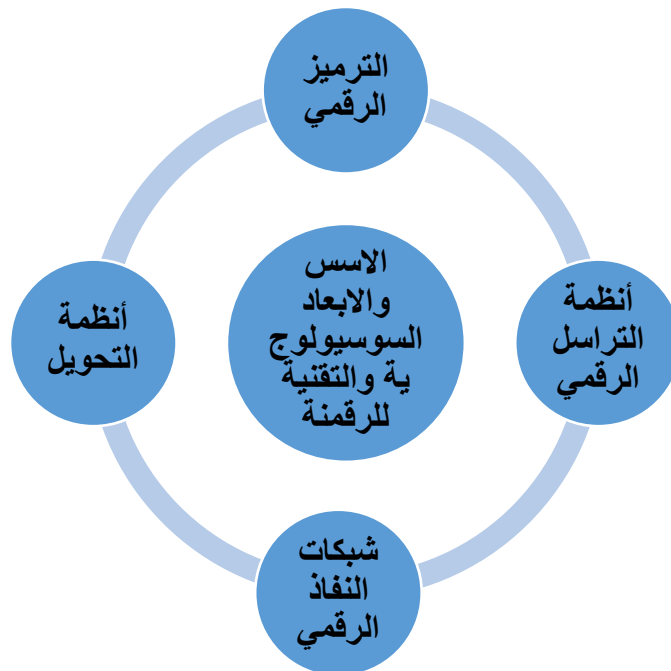 الترميز
الرقمي
الاسس
والابعاد
السوسيولوج
ية والتقنية
للرقمنة
أنظمة
التراسل
الرقمي
أنظمة
التحويل
شبكات
النفاذ
الرقمي